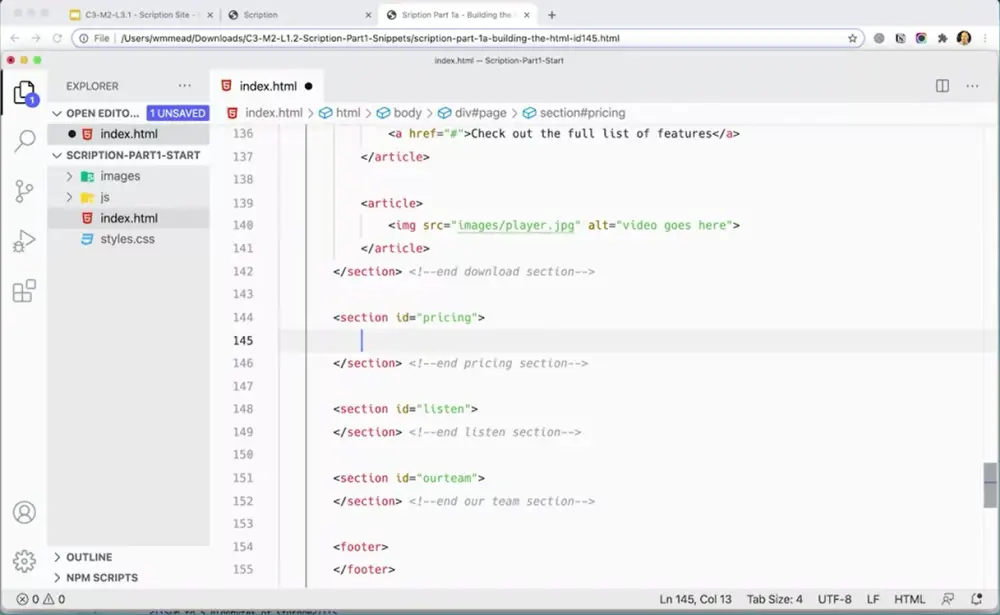 C3-M2-L3.1 - Scription Site -
Scription
Sription Part 1a - Building the
File /Users/wmmead/Downloads/C3-M2-L1.2-Scription-Part1-Snippets/scription-part-1a-building-the-html-id145.html
index.html — Scription-Part1-Start
EXPLORER
index.html
1
OPEN EDITO... 1 UNSAVED
index.html > html > body > div#page > section#pricing
index.html
SCRIPTION-PART1-START
images
js
index.html
styles.css
136 <a href="#">Check out the full list of features</a>
137 </article>
138
139 <article>
140 <img src="images/player.jpg" alt="video goes here">
141 </article>
142 </section> <!--end download section-->
143
144 <section id="pricing">
145
146 </section> <!--end pricing section-->
147
148 <section id="listen">
149 </section> <!--end listen section-->
150
151 <section id="ourteam">
152 </section> <!--end our team section-->
153
154 <footer>
155 </footer>
OUTLINE
NPM SCRIPTS
0 0 Ln 145, Col 13 Tab Size: 4 UTF-8 LF HTML